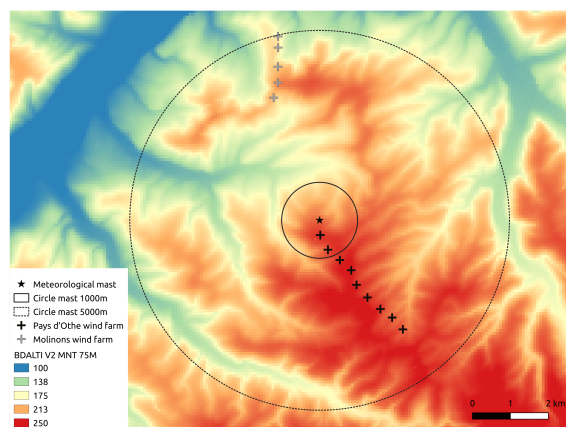 Meteorological mast
Circle mast 1000m
Circle mast 5000m
Pays d'Othe wind farm
Molinons wind farm
BDALTI V2 MNT 75M
100
138
175
213
250
0 1 2 km